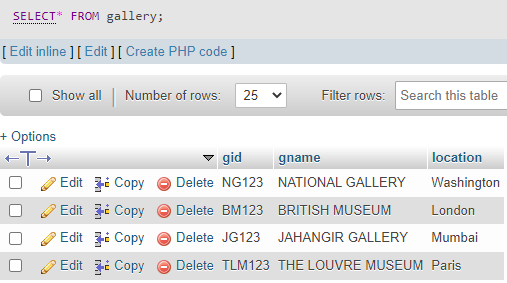 SELECT* FROM gallery;
[ Edit inline ] [ Edit ] [ Create PHP code ]
Show all Number of rows: 25 Filter rows: Search this table
+ Options
←T→ gid gname location
Edit Copy Delete NG123 NATIONAL GALLERY Washington
Edit Copy Delete BM123 BRITISH MUSEUM London
Edit Copy Delete JG123 JAHANGIR GALLERY Mumbai
Edit Copy Delete TLM123 THE LOUVRE MUSEUM Paris